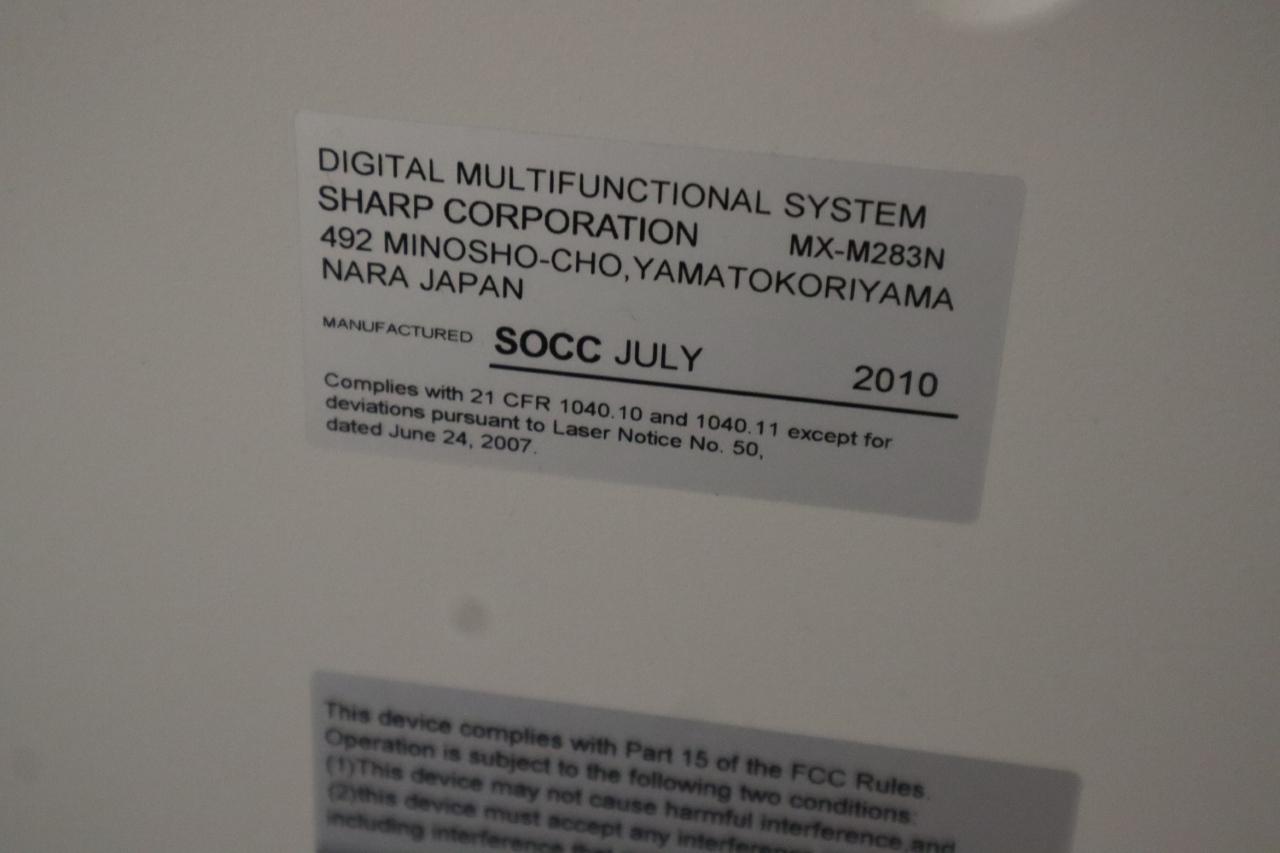 DIGITAL MULTIFUNCTIONAL SYSTEM
SHARP CORPORATION MX-M283N
492 MINOSHO-CHO,YAMATOKORIYAMA
NARA JAPAN
MANUFACTURED SOCC JULY 2010
Complies with 21 CFR 1040.10 and 1040.11 except for
deviations pursuant to Laser Notice No. 50,
dated June 24, 2007.
This device complies with Part 15 of the FCC Rules.
Operation is subject to the following two conditions:
(1)This device may not cause harmful interference,and
(2)this device must accept any interference
including interference